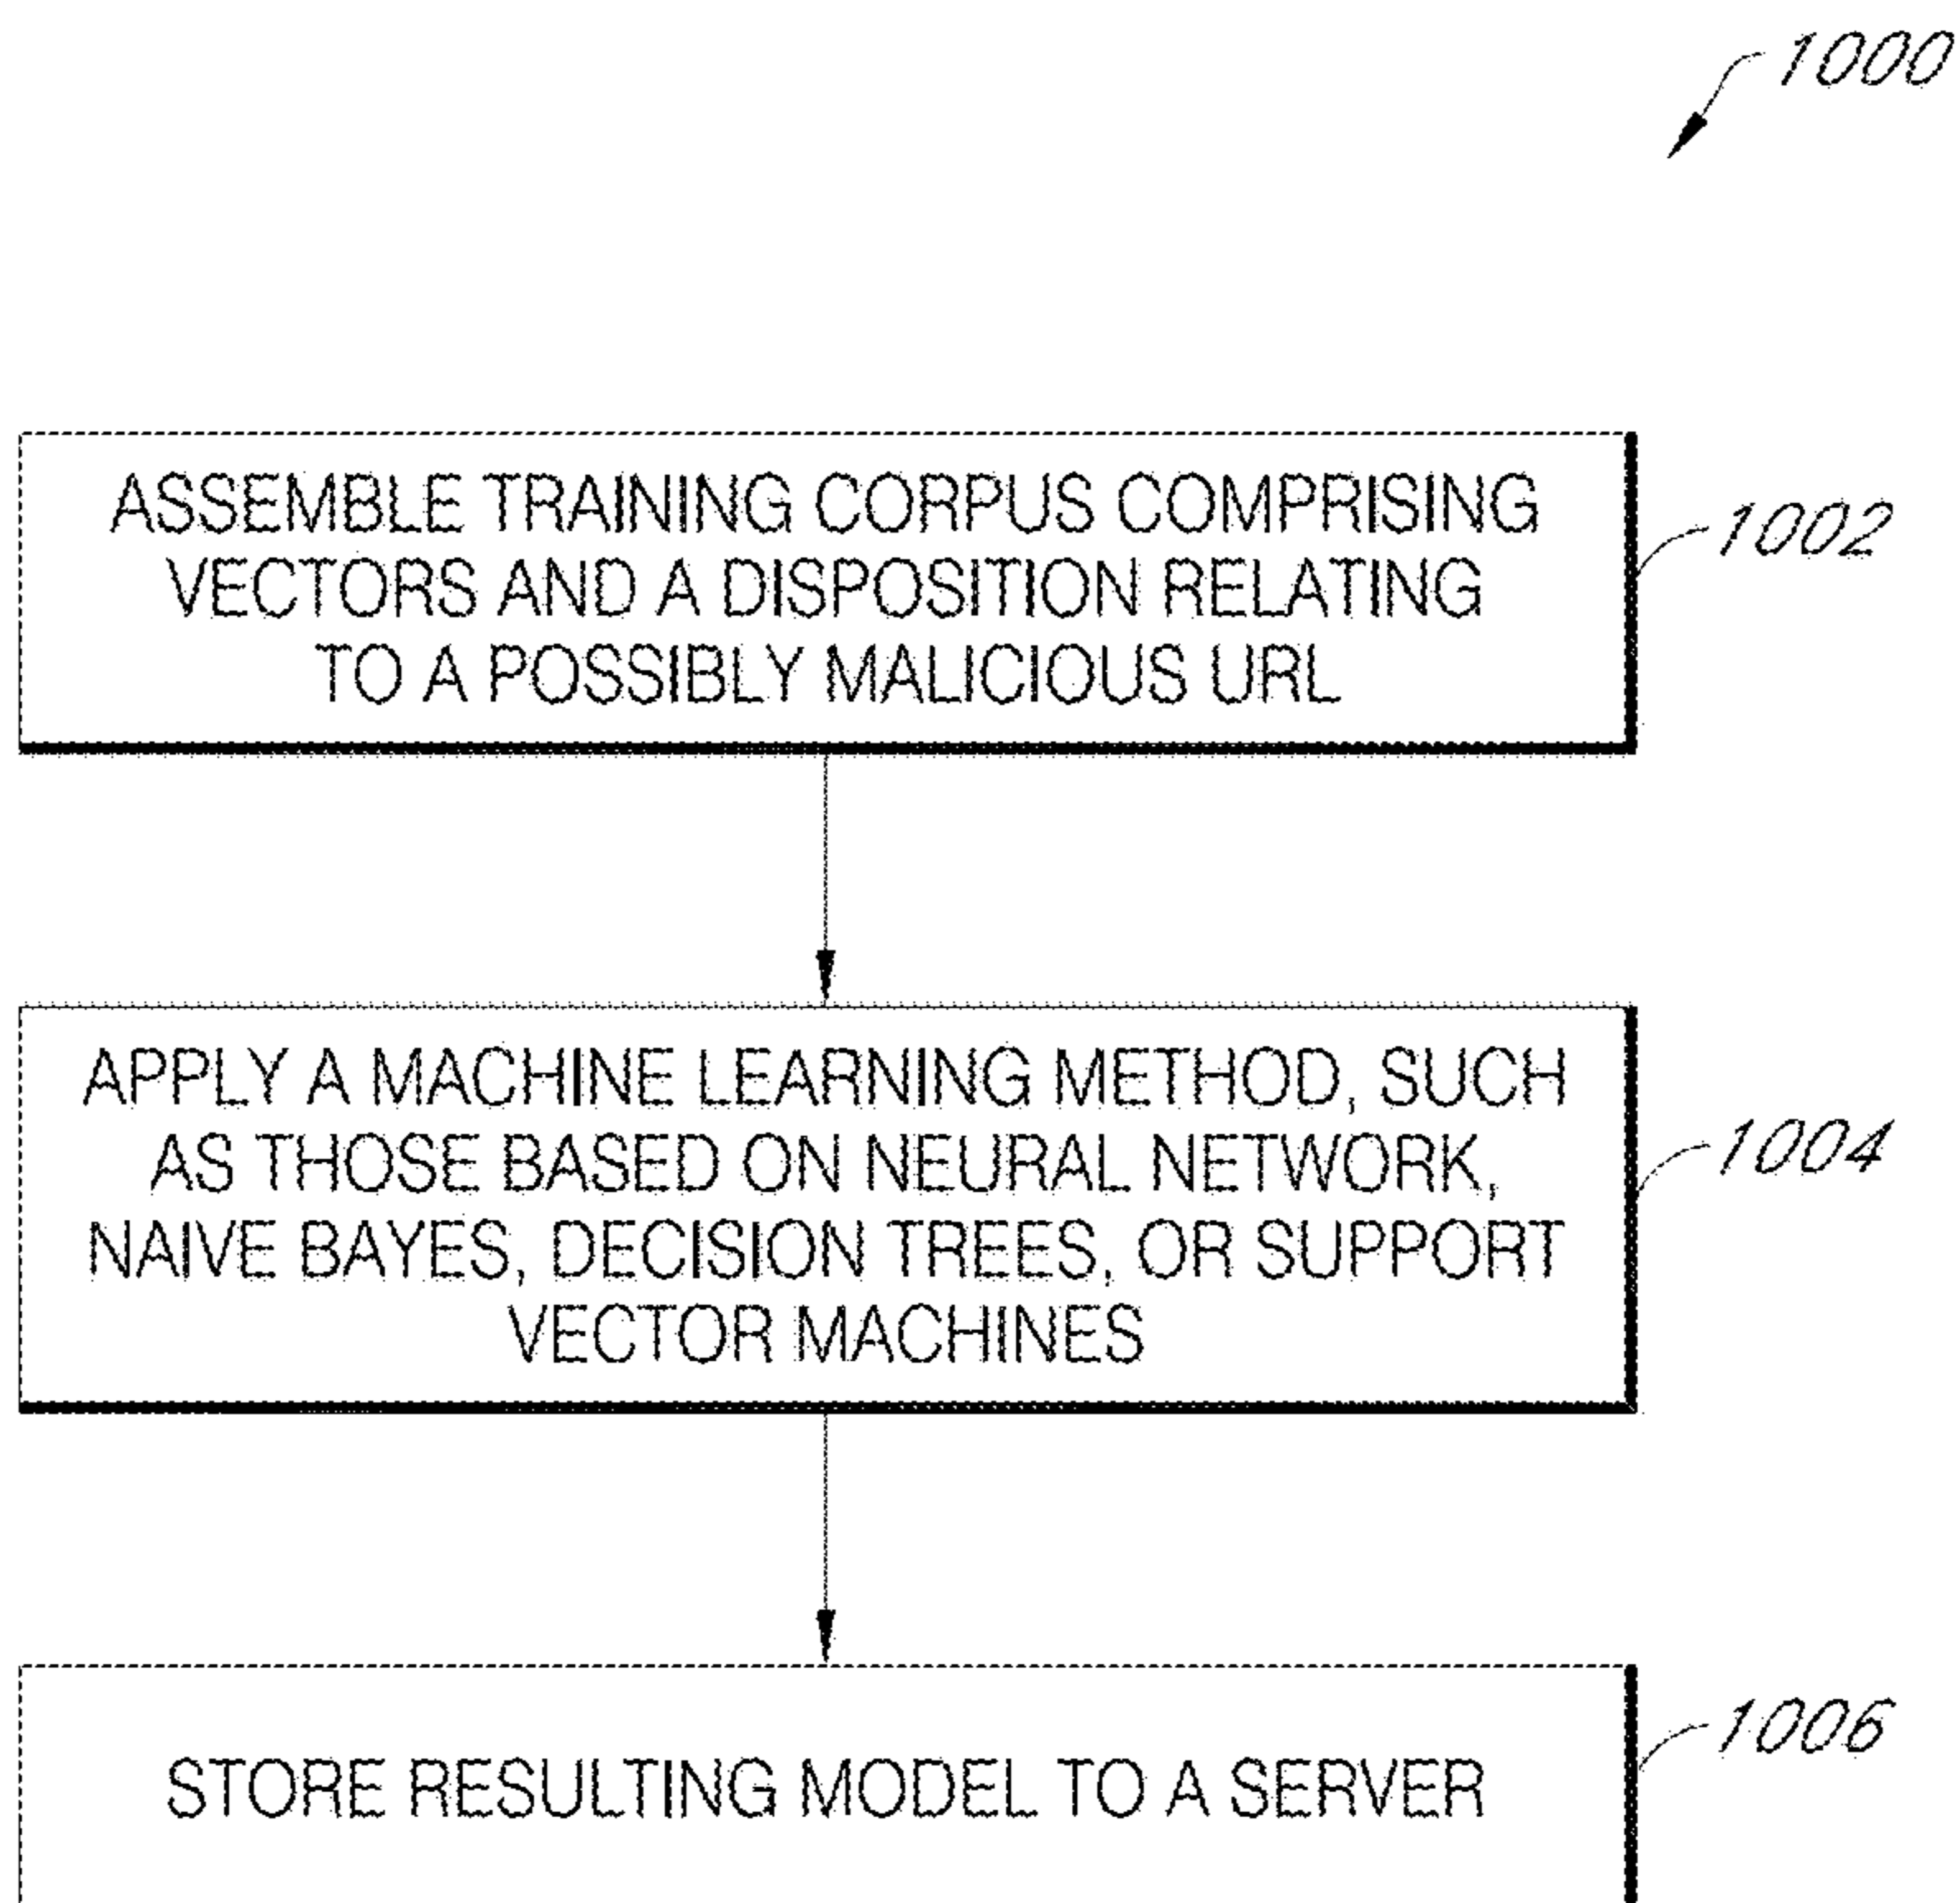 1000
ASSEMBLE TRAINING CORPUS COMPRISING
VECTORS AND A DISPOSITION RELATING
TO A POSSIBLY MALICIOUS URL
1002
APPLY A MACHINE LEARNING METHOD, SUCH
AS THOSE BASED ON NEURAL NETWORK,
NAIVE BAYES, DECISION TREES, OR SUPPORT
VECTOR MACHINES
1004
STORE RESULTING MODEL TO A SERVER
1006